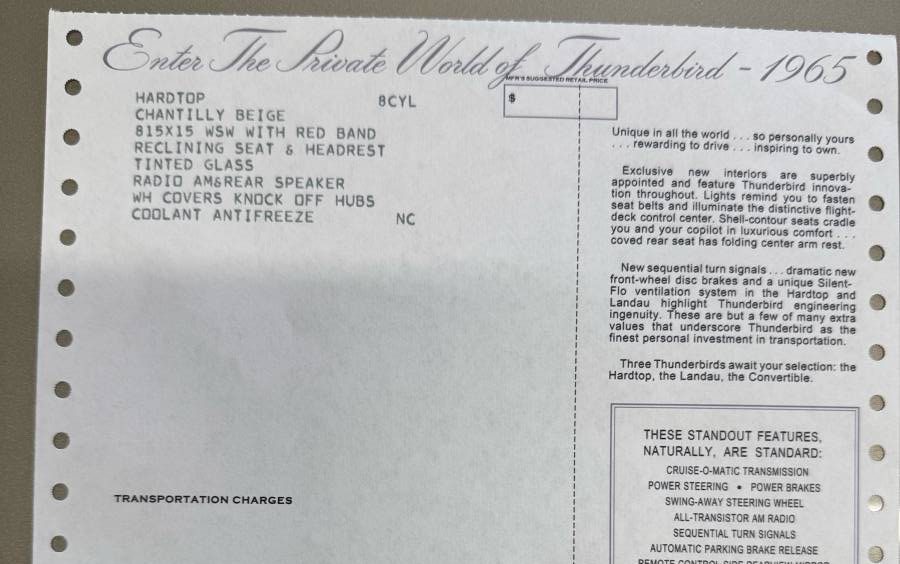 Enter The Private World of Thunderbird - 1965
MFR'S SUGGESTED RETAIL PRICE
$
HARDTOP 8CYL
CHANTILLY BEIGE
815X15 WSW WITH RED BAND
RECLINING SEAT & HEADREST
TINTED GLASS
RADIO AM&REAR SPEAKER
WH COVERS KNOCK OFF HUBS
COOLANT ANTIFREEZE NC
TRANSPORTATION CHARGES
Unique in all the world . . . so personally yours
. . . rewarding to drive . . . inspiring to own.
Exclusive new interiors are superbly
appointed and feature Thunderbird innova-
tion throughout. Lights remind you to fasten
seat belts and illuminate the distinctive flight-
deck control center. Shell-contour seats cradle
you and your copilot in luxurious comfort . . .
coved rear seat has folding center arm rest.
New sequential turn signals . . . dramatic new
front-wheel disc brakes and a unique Silent-
Flo ventilation system in the Hardtop and
Landau highlight Thunderbird engineering
ingenuity. These are but a few of many extra
values that underscore Thunderbird as the
finest personal investment in transportation.
Three Thunderbirds await your selection: the
Hardtop, the Landau, the Convertible.
THESE STANDOUT FEATURES,
NATURALLY, ARE STANDARD:
CRUISE-O-MATIC TRANSMISSION
POWER STEERING • POWER BRAKES
SWING-AWAY STEERING WHEEL
ALL-TRANSISTOR AM RADIO
SEQUENTIAL TURN SIGNALS
AUTOMATIC PARKING BRAKE RELEASE
REMOTE CONTROL SIDE REARVIEW MIRROR